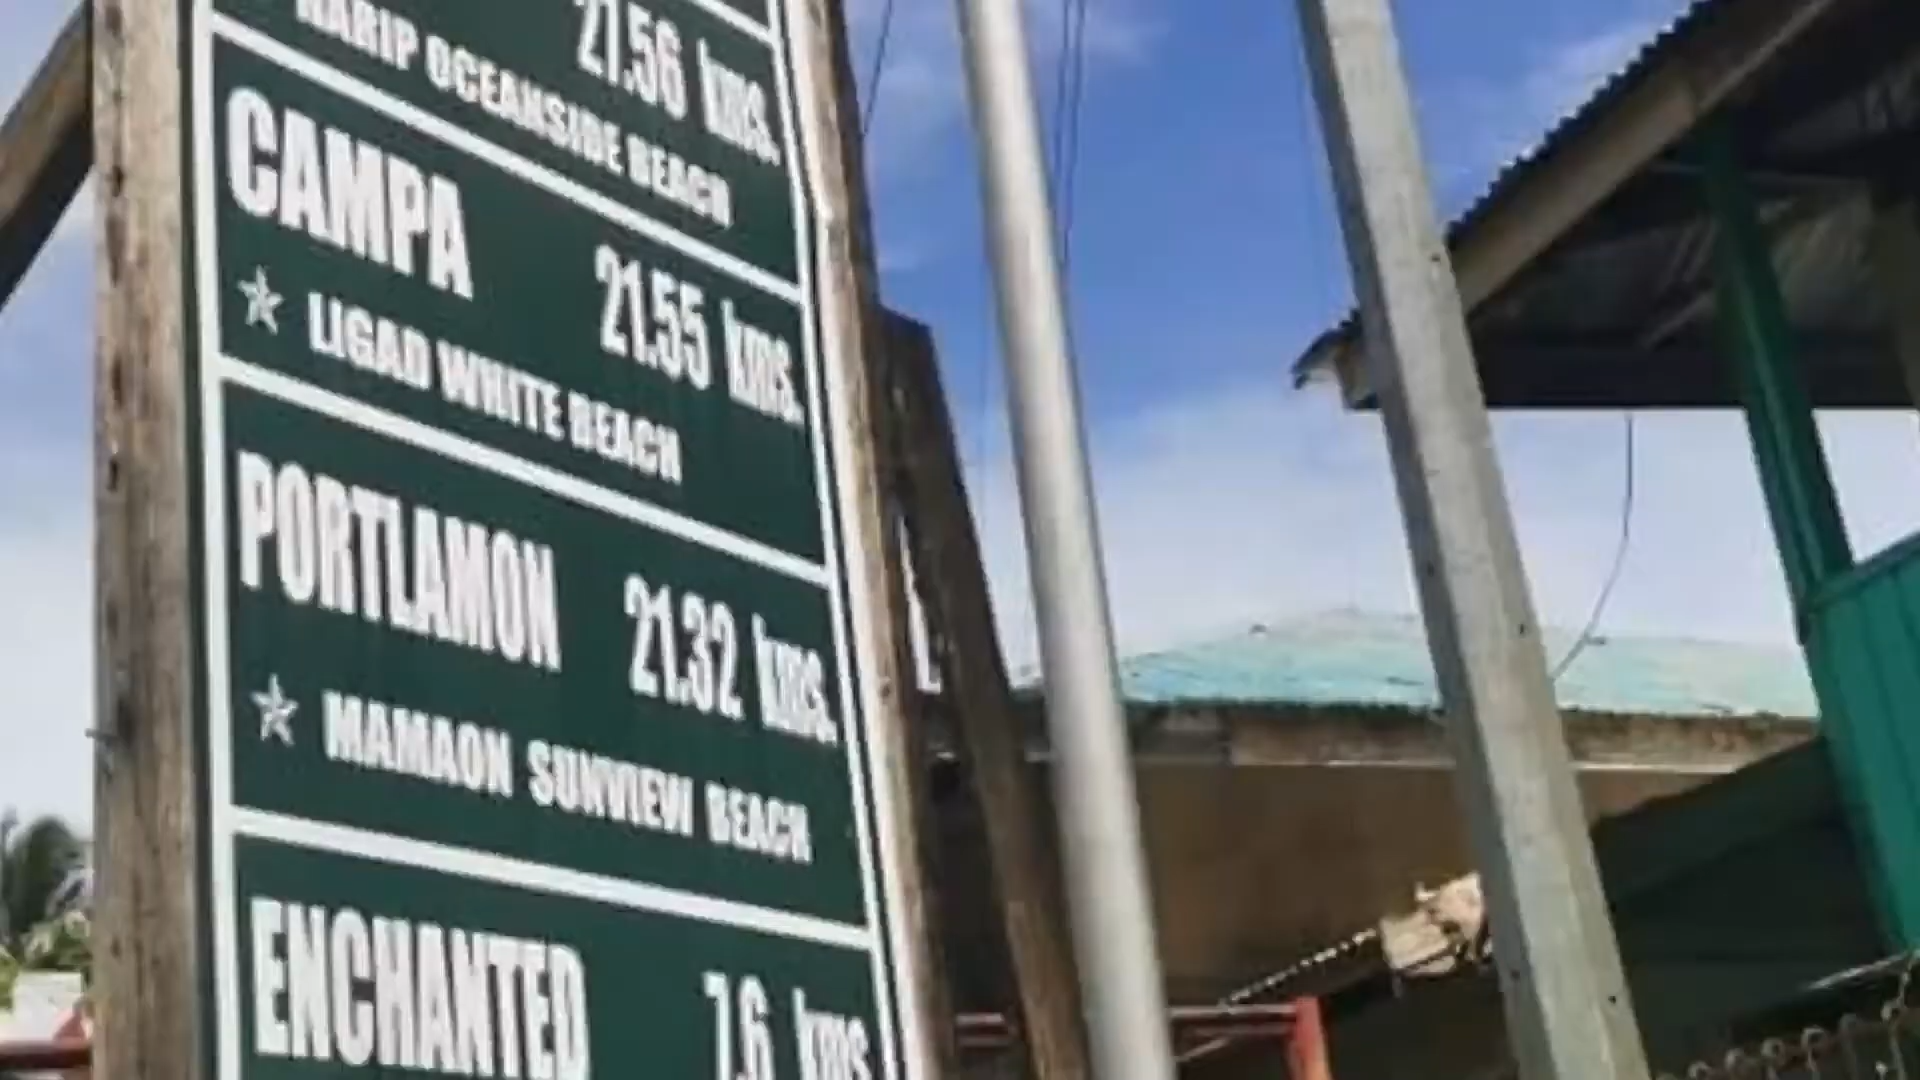 21.56 kms.
HARIP OCEANSIDE BEACH
CAMPA 21.55 kms.
LIGAD WHITE BEACH
PORTLAMON 21.32 kms.
MAMAON SUNVIEW BEACH
ENCHANTED 7.6 kms